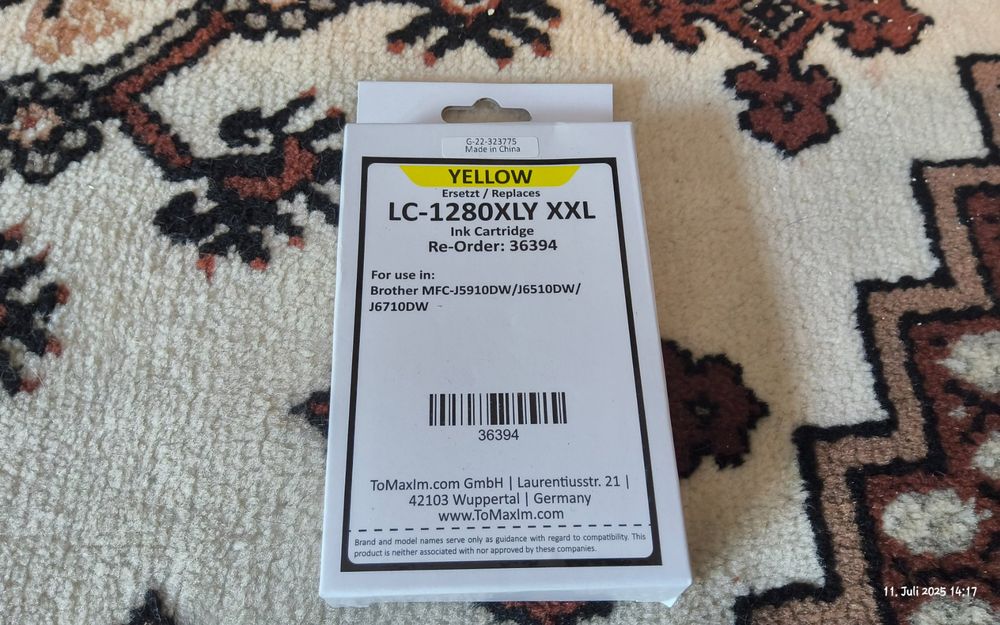 G-22-323775
Made in China
YELLOW
Ersetzt / Replaces
LC-1280XLY XXL
Ink Cartridge
Re-Order: 36394
For use in:
Brother MFC-J5910DW/J6510DW/
J6710DW
36394
ToMaxIm.com GmbH | Laurentiusstr. 21 |
42103 Wuppertal | Germany
www.ToMaxIm.com
Brand and model names serve only as guidance with regard to compatibility. This
product is neither associated with nor approved by these companies.
11. Juli 2025 14:17